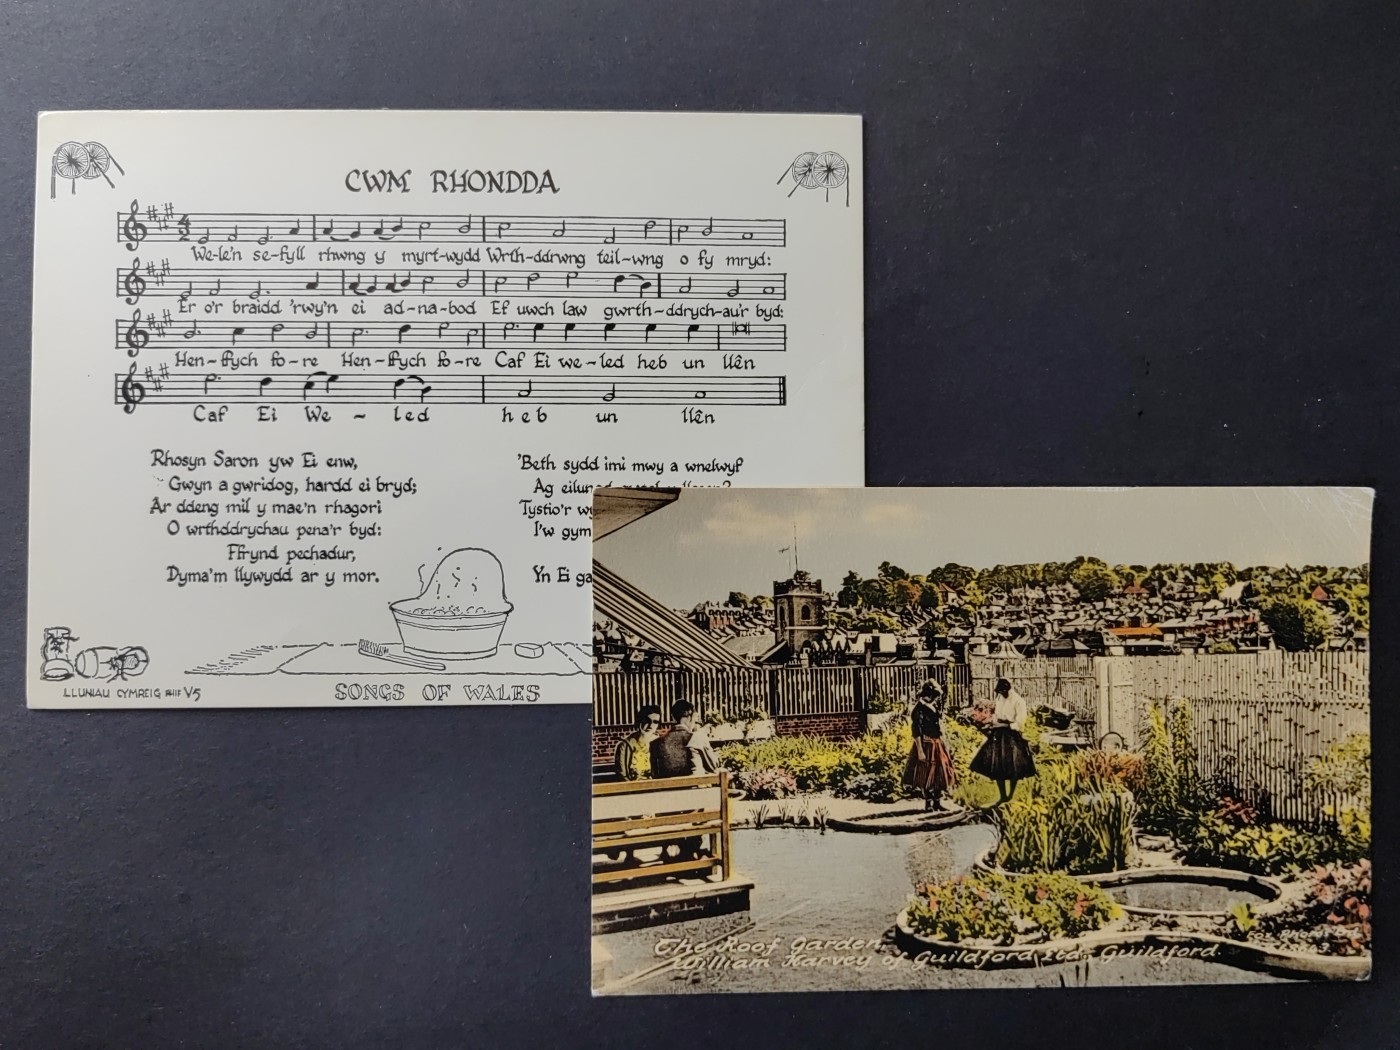 CWM RHONDDA
We-le'n se-fyll rhwng y myrt-wydd Wrth-ddrwng teil-wng o fy mryd:
Er o'r braidd 'rwy'n ei ad-na-bod Ef uwch law gwrth-ddrych-au'r byd:
Hen-ffych fo-re Hen-ffych fo-re Caf Ei we-led heb un llên
Caf Ei We - led heb un llên
Rhosyn Saron yw Ei enw,
Gwyn a gwridog, hardd ei bryd;
Ar ddeng mil y mae'n rhagori
O wrthddrychau pena'r byd:
Ffrynd pechadur,
Dyma'm llywydd ar y mor.
'Beth sydd imi mwy a wnelwyf
Ag
Tystio'r
I'w
Yn Ei
LLUNIAU CYMREIG RHIF V5
SONGS OF WALES
The Roof Garden,
William Harvey of Guildford Ltd. Guildford.